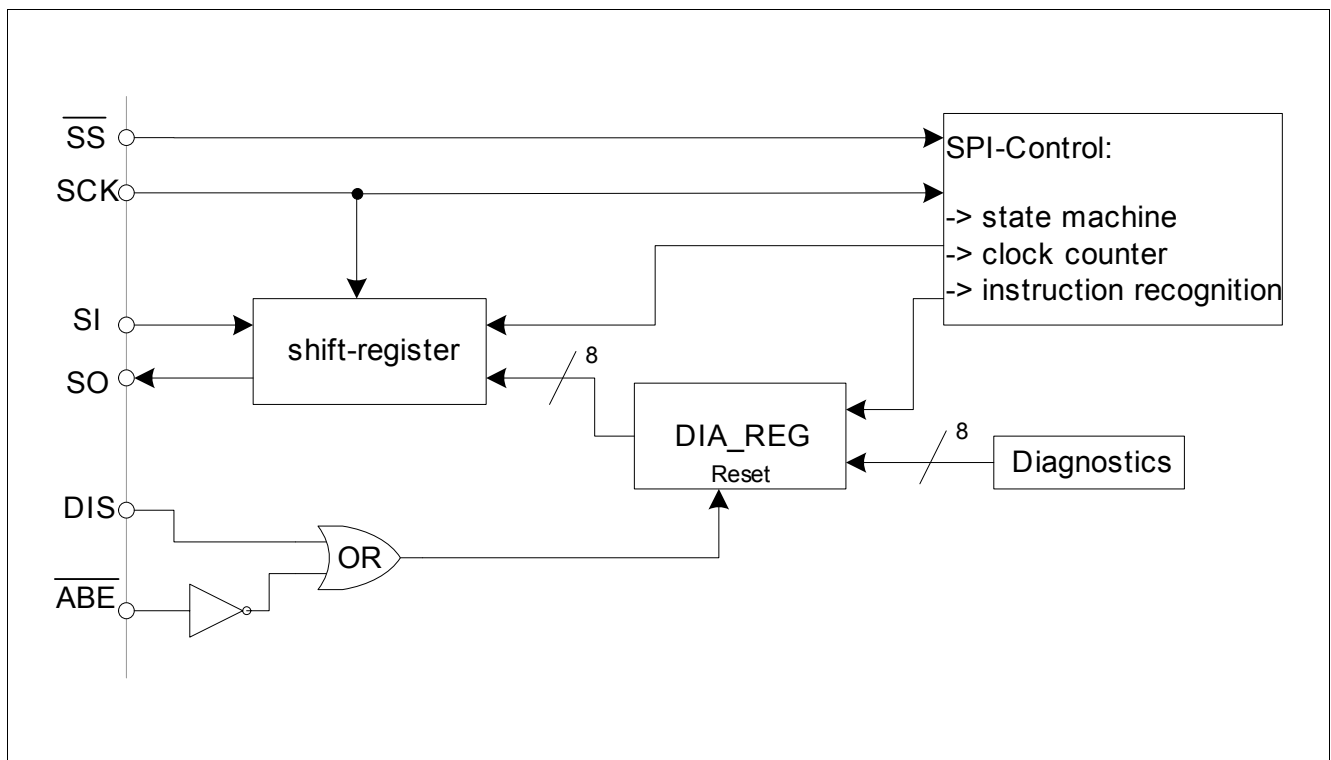 SS
SPI-Control:
SCK
-> state machine
-> clock counter
-> instruction recognition
SI
shift-register
8
SO
DIA_REG
Reset
8
Diagnostics
DIS
OR
ABE